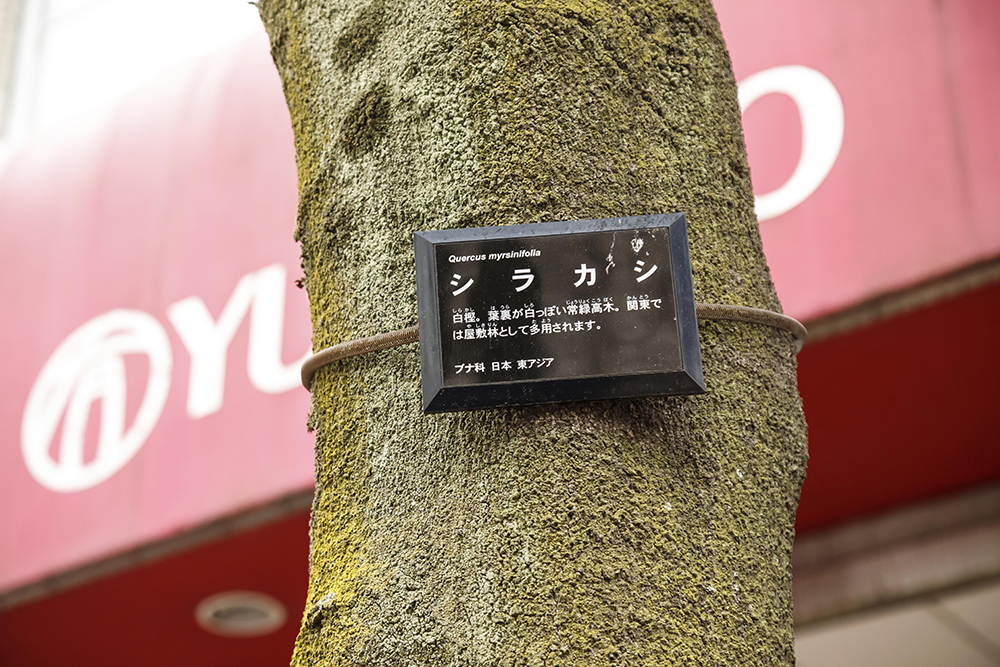 Quercus myrsinifolia
シラカシ
白樫。葉裏が白っぽい常緑高木。関東で
は屋敷林として多用されます。
ブナ科 日本 東アジア
YU
O